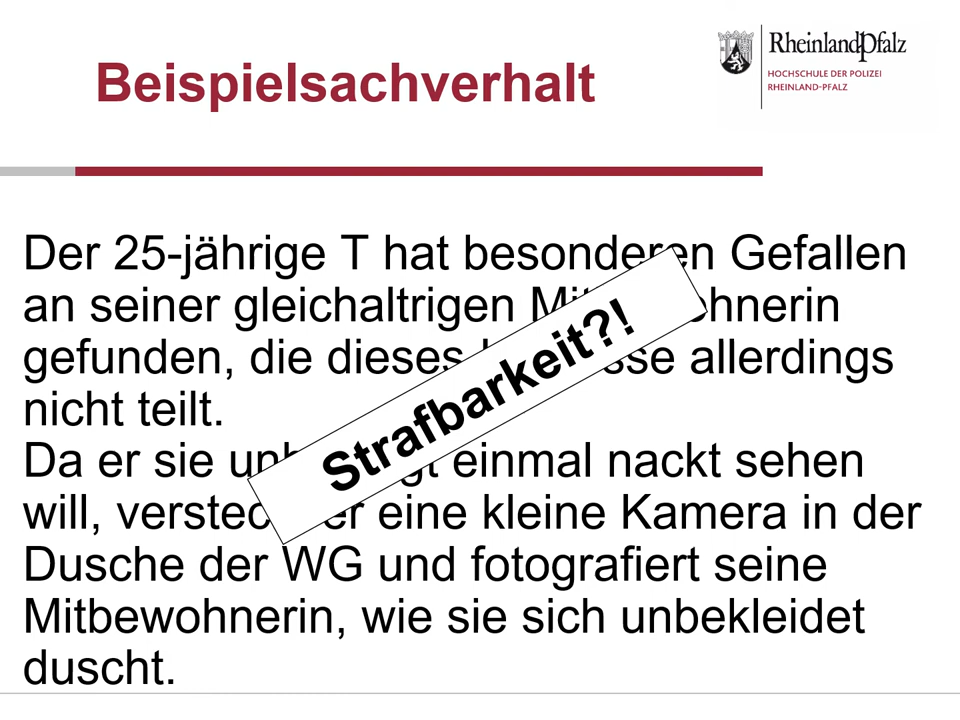 Beispielsachverhalt
RheinlandPfalz
HOCHSCHULE DER POLIZEI
RHEINLAND-PFALZ
Der 25-jährige T hat besonderen Gefallen
an seiner gleichaltrigen
gefunden, die dieses allerdings
nicht teilt.
Da er sie einmal nackt sehen
will, er eine kleine Kamera in der
Dusche der WG und fotografiert seine
Mitbewohnerin, wie sie sich unbekleidet
duscht.
Strafbarkeit?!